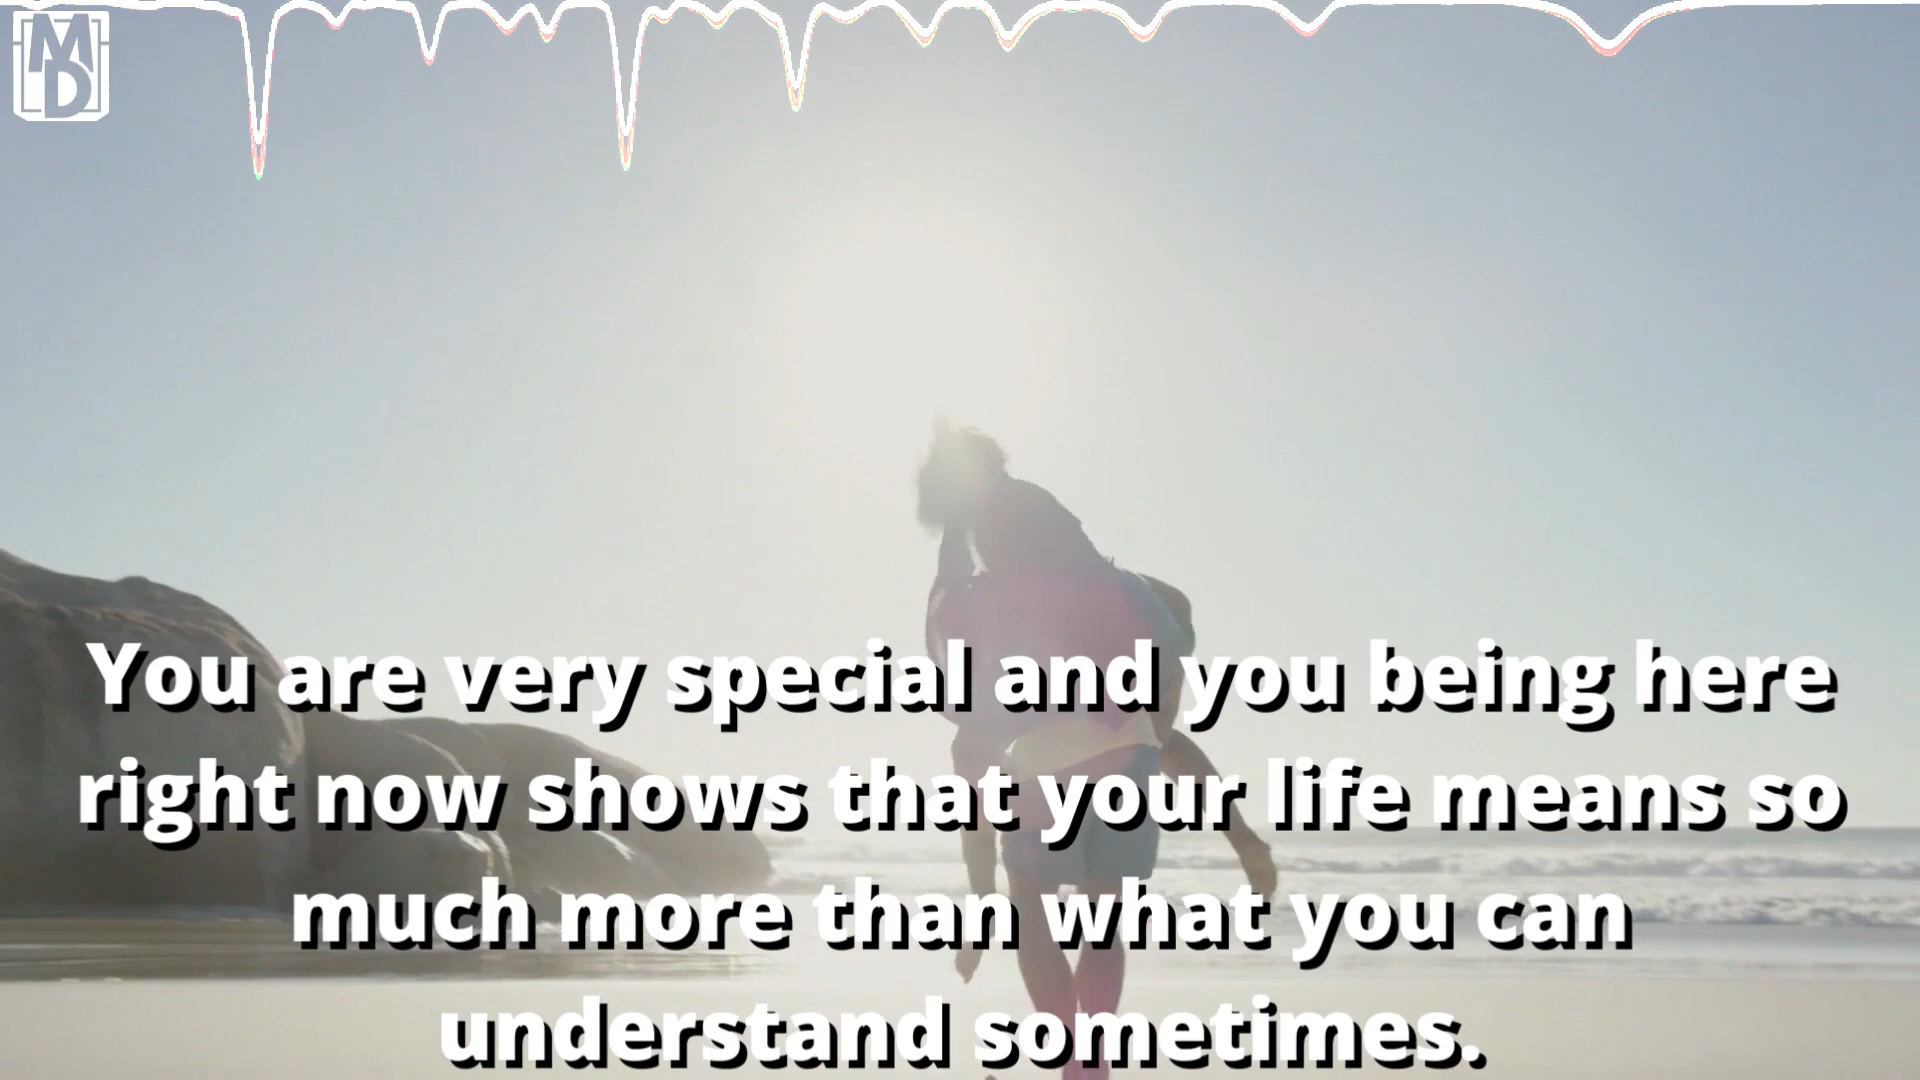 MD
You are very special and you being here
right now shows that your life means so
much more than what you can
understand sometimes.